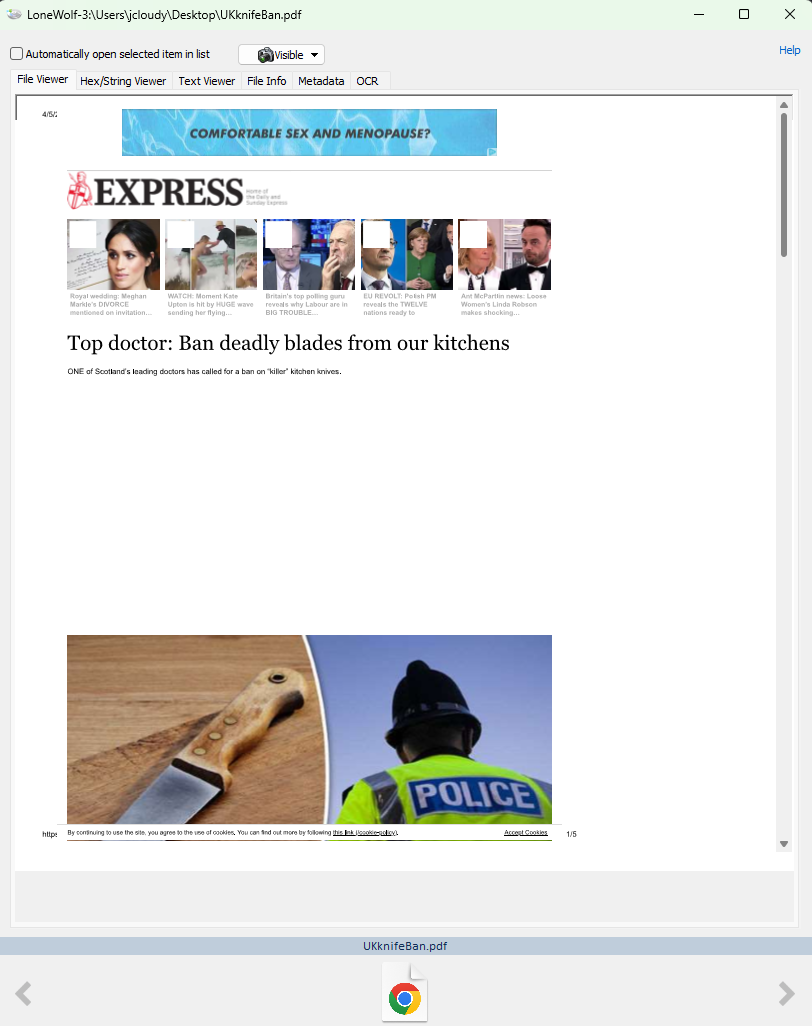 LoneWolf-3:\Users\jcloudy\Desktop\UKknifeBan.pdf
Automatically open selected item in list
Visible
Help
File Viewer
Hex/String Viewer
Text Viewer
File Info
Metadata
OCR
4/5/2
COMFORTABLE SEX AND MENOPAUSE?
EXPRESS
Home of
the Daily and
Sunday Express
Royal wedding: Meghan
Markle's DIVORCE
mentioned on invitation...
WATCH: Moment Kate
Upton is hit by HUGE wave
sending her flying...
Britain's top polling guru
reveals why Labour are in
BIG TROUBLE...
EU REVOLT: Polish PM
reveals the TWELVE
nations ready to
Ant McPartlin news: Loose
Women's Linda Robson
makes shocking...
Top doctor: Ban deadly blades from our kitchens
ONE of Scotland's leading doctors has called for a ban on "killer" kitchen knives.
POLICE
https
By continuing to use the site, you agree to the use of cookies. You can find out more by following this link (/cookie-policy).
Accept Cookies
1/5
UKknifeBan.pdf